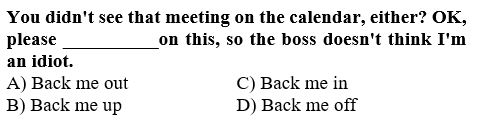 You didn't see that meeting on the calendar, either? OK,
please __________on this, so the boss doesn't think I'm
an idiot.
A) Back me out C) Back me in
B) Back me up D) Back me off